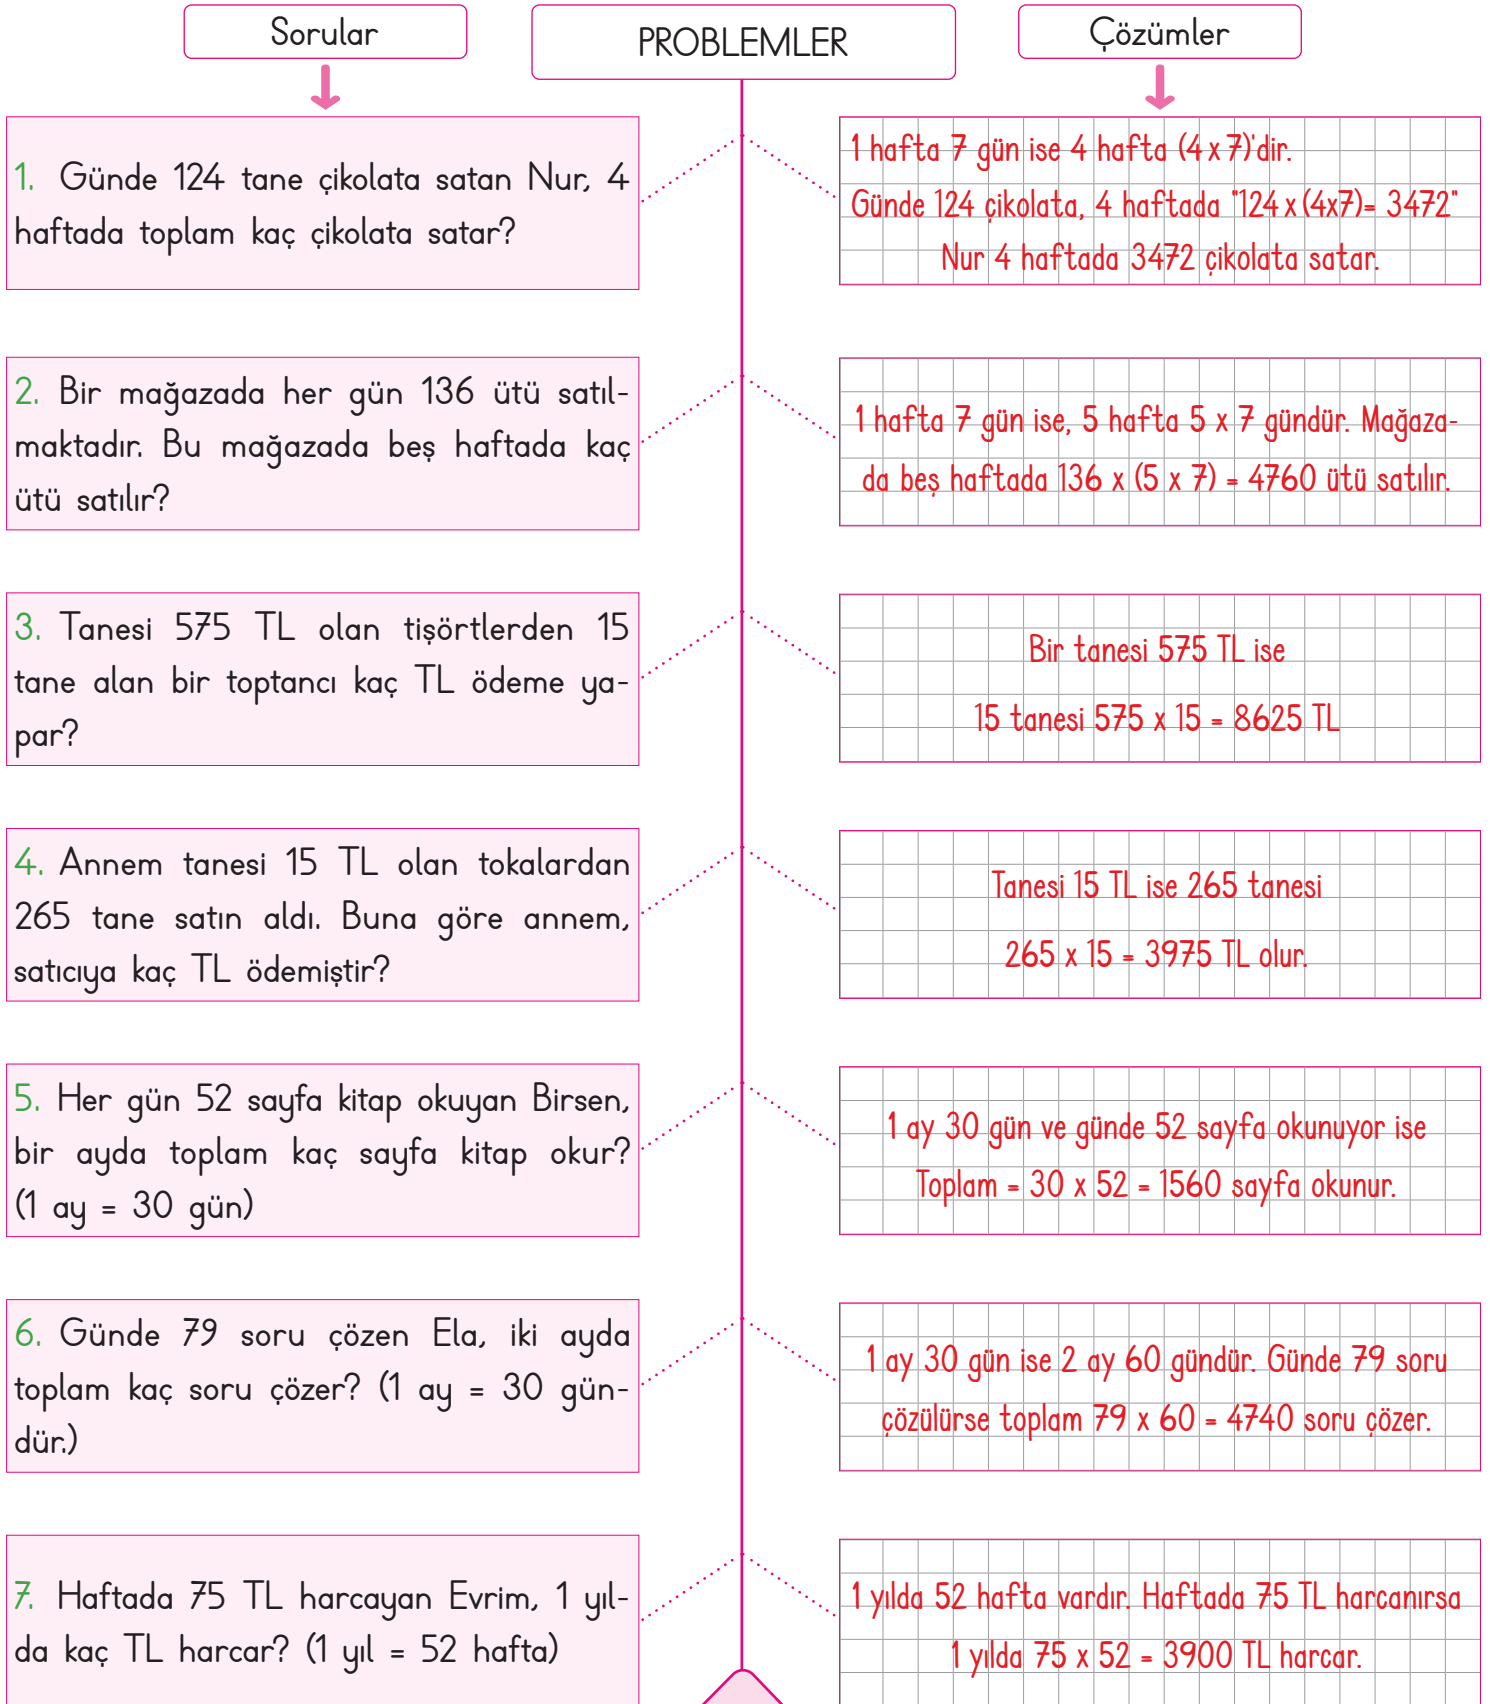 Sorular
PROBLEMLER
Çözümler
1. Günde 124 tane çikolata satan Nur, 4
haftada toplam kaç çikolata satar?
1 hafta 7 gün ise 4 hafta (4 x 7)'dir.
Günde 124 çikolata, 4 haftada "124 x (4x7)= 3472"
Nur 4 haftada 3472 çikolata satar.
2. Bir mağazada her gün 136 ütü satıl-
maktadır. Bu mağazada beş haftada kaç
ütü satılır?
1 hafta 7 gün ise, 5 hafta 5 x 7 gündür. Mağaza-
da beş haftada 136 x (5 x 7) = 4760 ütü satılır.
3. Tanesi 575 TL olan tişörtlerden 15
tane alan bir toptancı kaç TL ödeme ya-
par?
Bir tanesi 575 TL ise
15 tanesi 575 x 15 = 8625 TL
4. Annem tanesi 15 TL olan tokalardan
265 tane satın aldı. Buna göre annem,
satıcıya kaç TL ödemiştir?
Tanesi 15 TL ise 265 tanesi
265 x 15 = 3975 TL olur.
5. Her gün 52 sayfa kitap okuyan Birsen,
bir ayda toplam kaç sayfa kitap okur?
(1 ay = 30 gün)
1 ay 30 gün ve günde 52 sayfa okunuyor ise
Toplam = 30 x 52 = 1560 sayfa okunur.
6. Günde 79 soru çözen Ela, iki ayda
toplam kaç soru çözer? (1 ay = 30 gün-
dür.)
1 ay 30 gün ise 2 ay 60 gündür. Günde 79 soru
çözülürse toplam 79 x 60 = 4740 soru çözer.
7. Haftada 75 TL harcayan Evrim, 1 yıl-
da kaç TL harcar? (1 yıl = 52 hafta)
1 yılda 52 hafta vardır. Haftada 75 TL harcanırsa
1 yılda 75 x 52 = 3900 TL harcar.